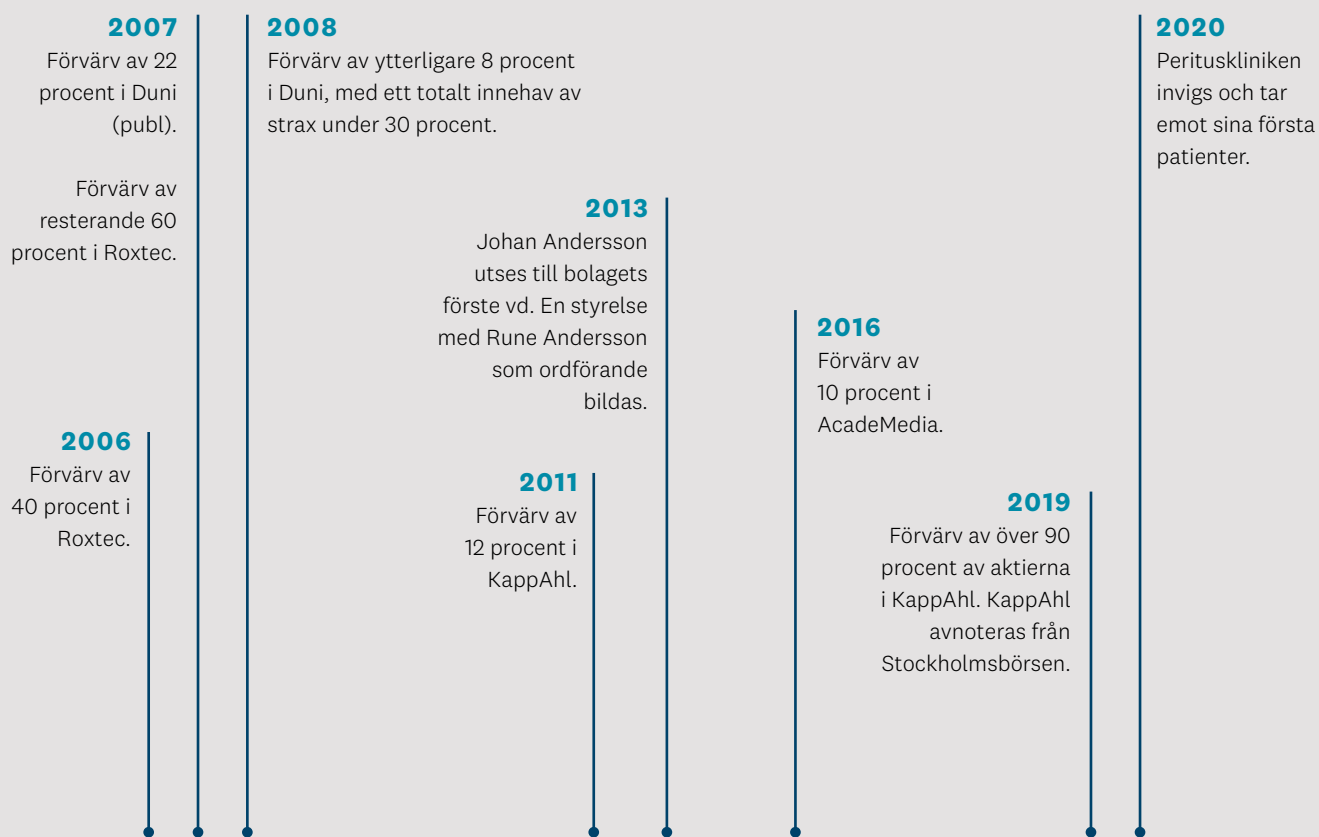 2007
Förvärv av 22
procent i Duni
(publ).
Förvärv av
resterande 60
procent i Roxtec.
2008
Förvärv av ytterligare 8 procent
i Duni, med ett totalt innehav av
strax under 30 procent.
2020
Perituskliniken
invigs och tar
emot sina första
patienter.
2013
Johan Andersson
utses till bolagets
förste vd. En styrelse
med Rune Andersson
som ordförande
bildas.
2016
Förvärv av
10 procent i
AcadeMedia.
2006
Förvärv av
40 procent i
Roxtec.
2011
Förvärv av
12 procent i
KappAhl.
2019
Förvärv av över 90
procent av aktierna
i KappAhl. KappAhl
avnoteras från
Stockholmsbörsen.